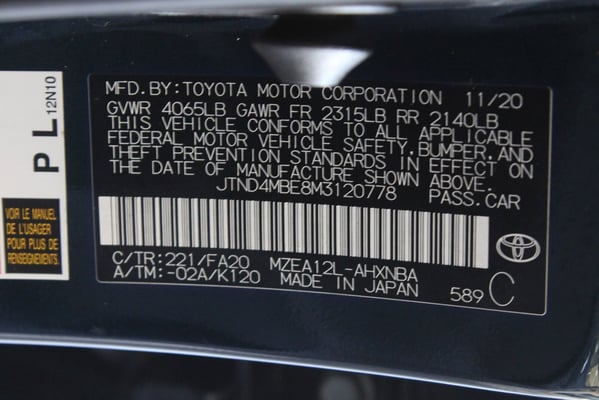 MFD. BY: TOYOTA MOTOR CORPORATION 11/20
GVWR 4065LB GAWR FR 2315LB RR 2140LB
THIS VEHICLE CONFORMS TO ALL APPLICABLE
FEDERAL MOTOR VEHICLE SAFETY, BUMPER, AND
THEFT PREVENTION STANDARDS IN EFFECT ON
THE DATE OF MANUFACTURE SHOWN ABOVE.
JTND4MBE8M3120778 PASS. CAR
C/TR: 221/FA20 MZEA12L-AHXNBA
A/TM: -02A/K120 MADE IN JAPAN 589 C
PL
12N10
VOIR LE MANUEL
DE L'USAGER
POUR PLUS DE
RENSEIGNEMENTS